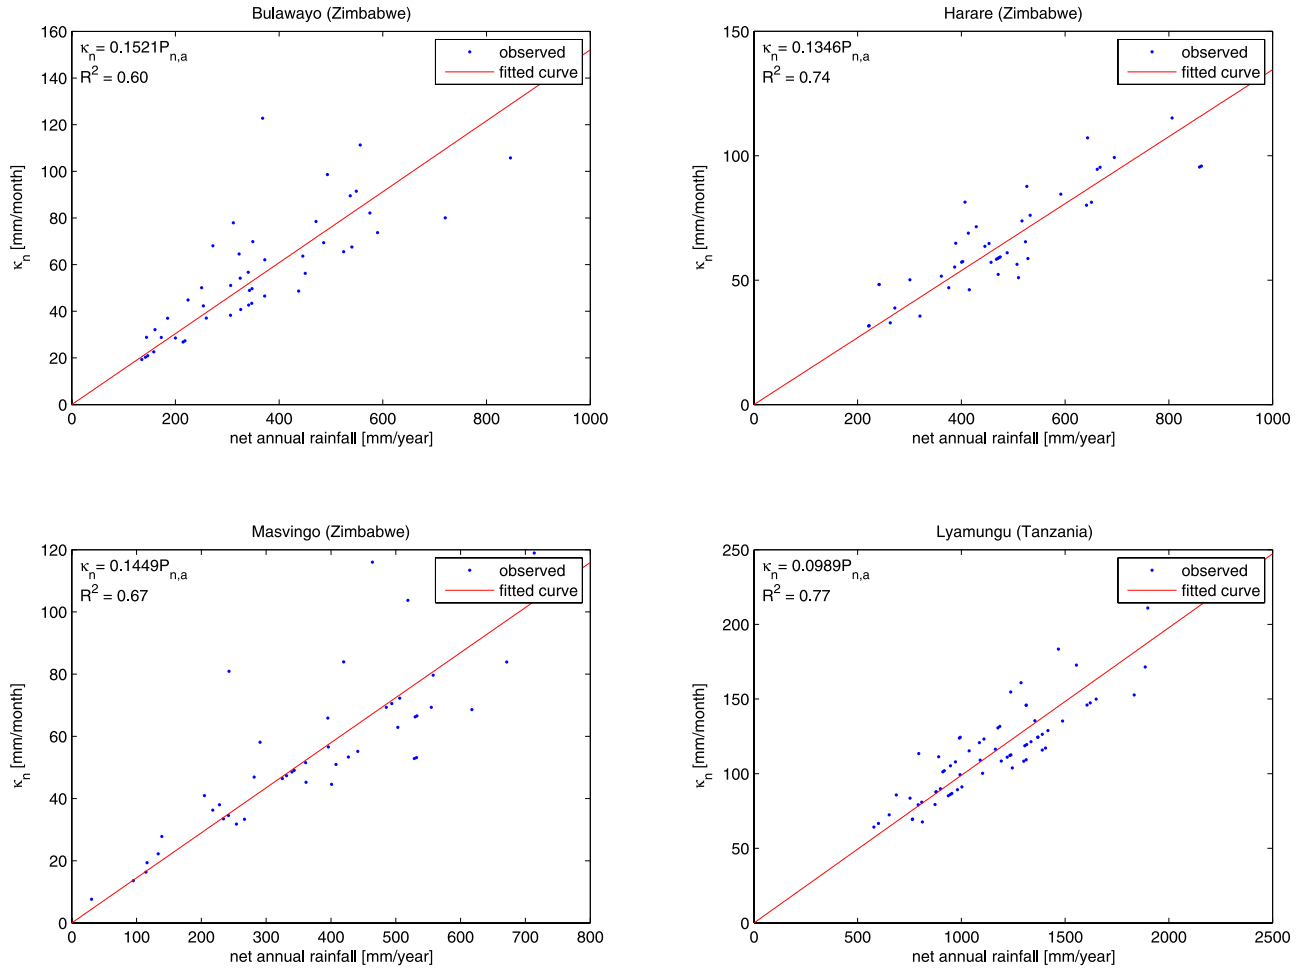 Bulawayo (Zimbabwe)
κn= 0.1521Pn,a
R2 = 0.60
observed
fitted curve
160
140
120
100
80
60
40
20
0
κn [mm/month]
0 200 400 600 800 1000
net annual rainfall [mm/year]
Harare (Zimbabwe)
κn= 0.1346Pn,a
R2 = 0.74
observed
fitted curve
150
100
50
0
κn [mm/month]
0 200 400 600 800 1000
net annual rainfall [mm/year]
Masvingo (Zimbabwe)
κn= 0.1449Pn,a
R2 = 0.67
observed
fitted curve
120
100
80
60
40
20
0
κn [mm/month]
0 100 200 300 400 500 600 700 800
net annual rainfall [mm/year]
Lyamungu (Tanzania)
κn= 0.0989Pn,a
R2 = 0.77
observed
fitted curve
250
200
150
100
50
0
κn [mm/month]
0 500 1000 1500 2000 2500
net annual rainfall [mm/year]